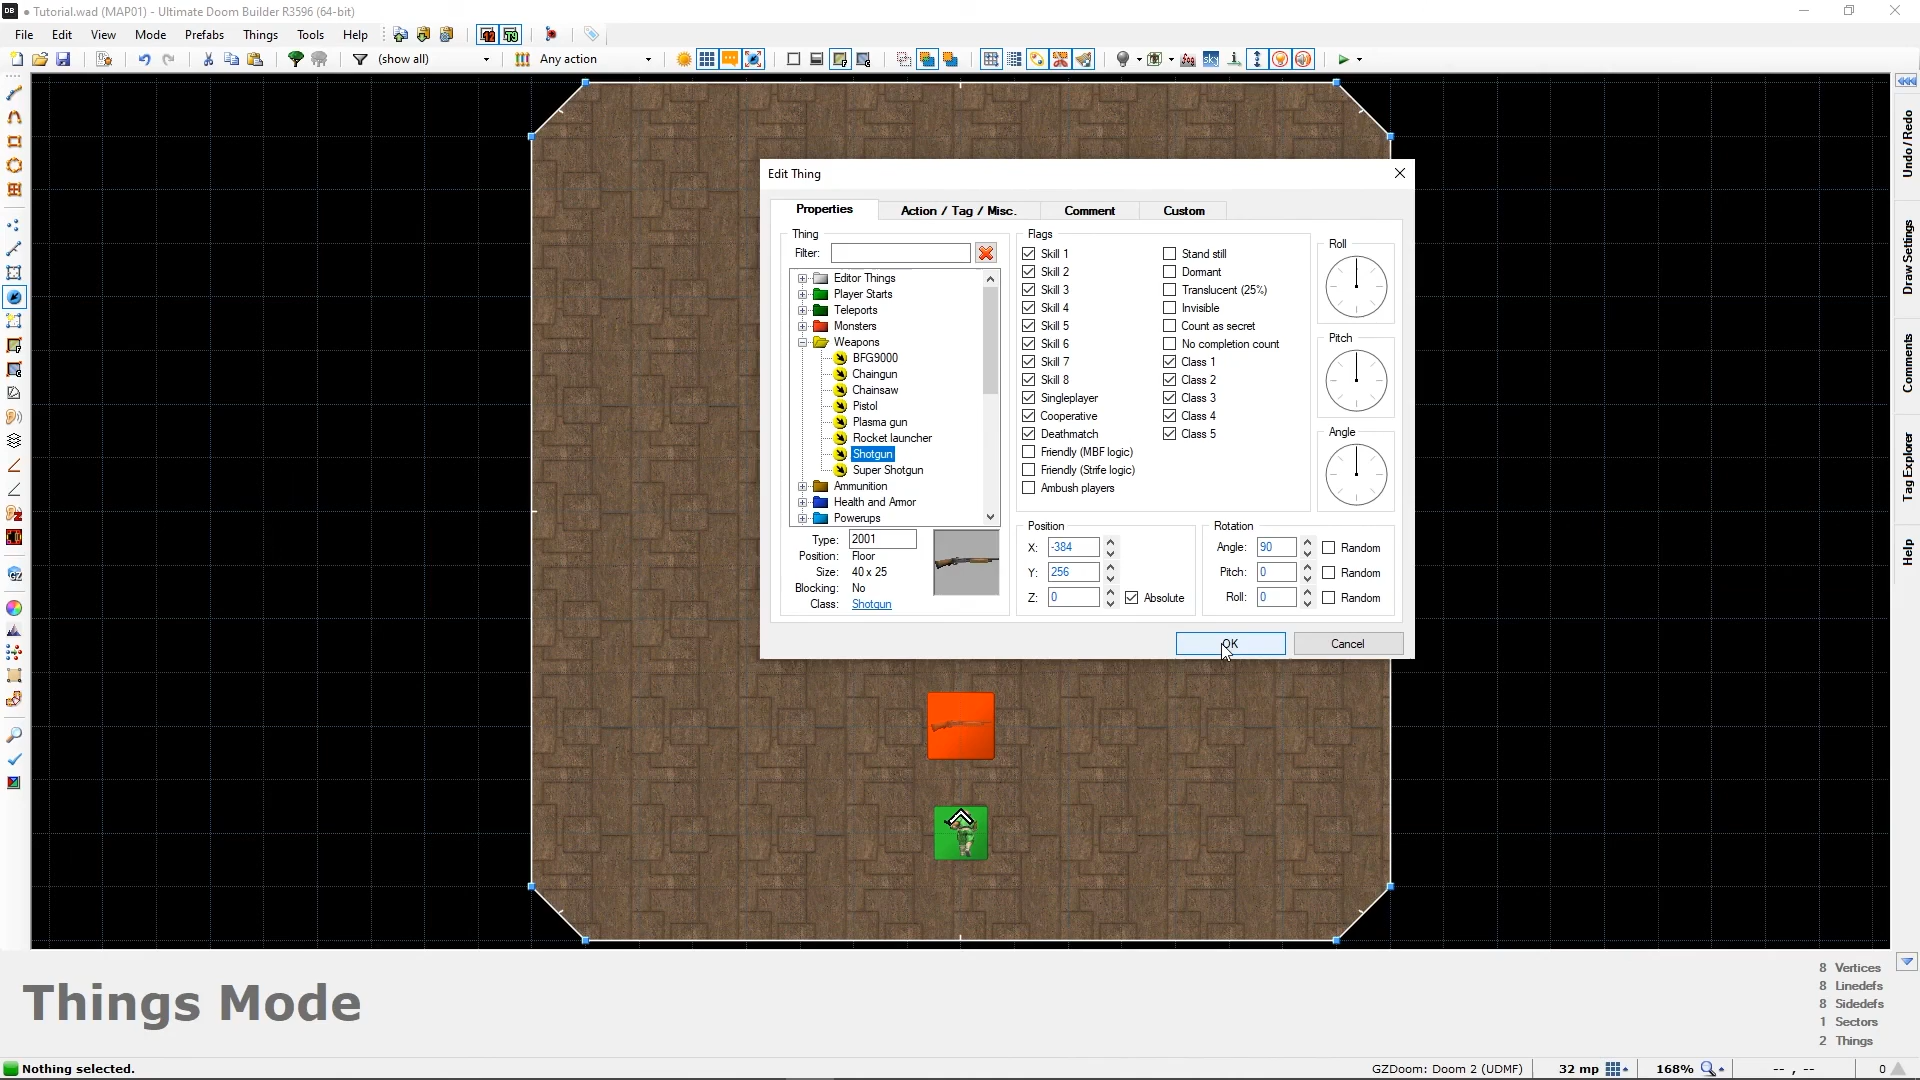 Tutorial.wad (MAP01) - Ultimate Doom Builder R3596 (64-bit)
File Edit View Mode Prefabs Things Tools Help
(show all) Any action
Edit Thing
Properties Action / Tag / Misc. Comment Custom
Thing
Filter:
Editor Things
Player Starts
Teleports
Monsters
Weapons
BFG9000
Chaingun
Chainsaw
Pistol
Plasma gun
Rocket launcher
Shotgun
Super Shotgun
Ammunition
Health and Armor
Powerups
Type: 2001
Position: Floor
Size: 40 x 25
Blocking: No
Class: Shotgun
Flags
Skill 1
Skill 2
Skill 3
Skill 4
Skill 5
Skill 6
Skill 7
Skill 8
Singleplayer
Cooperative
Deathmatch
Friendly (MBF logic)
Friendly (Strife logic)
Ambush players
Stand still
Dormant
Translucent (25%)
Invisible
Count as secret
No completion count
Class 1
Class 2
Class 3
Class 4
Class 5
Roll
Pitch
Angle
Position
X: -384
Y: 256
Z: 0 Absolute
Rotation
Angle: 90 Random
Pitch: 0 Random
Roll: 0 Random
OK Cancel
Undo / Redo
Draw Settings
Comments
Tag Explorer
Help
Things Mode
8 Vertices
8 Linedefs
8 Sidedefs
1 Sectors
2 Things
Nothing selected.
GZDoom: Doom 2 (UDMF) 32 mp 168% -- , -- 0